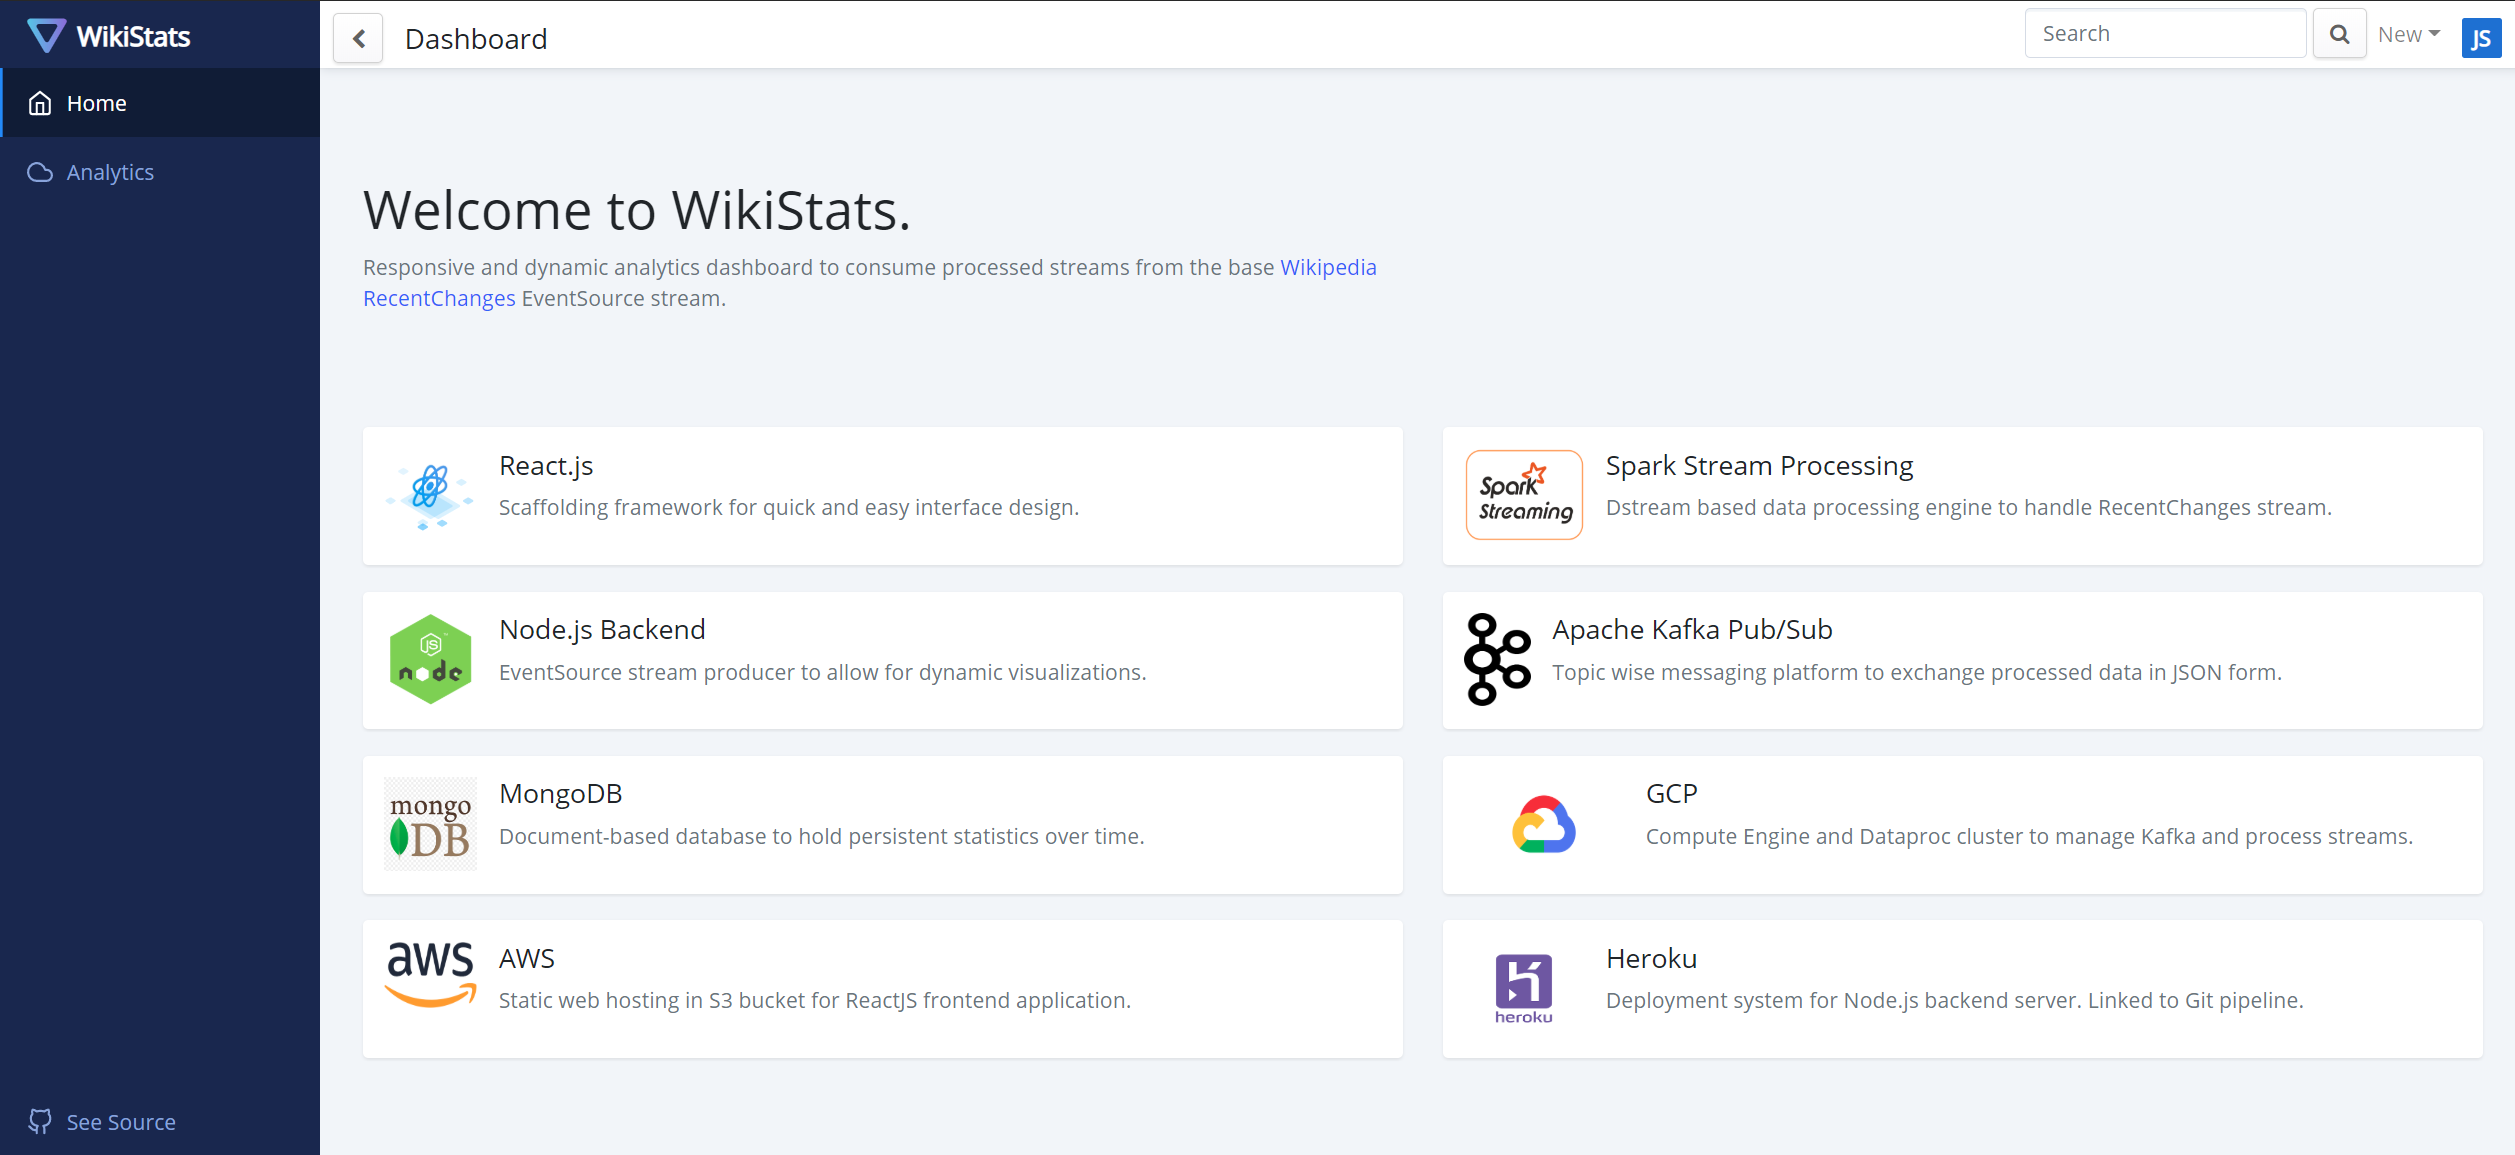 WikiStats
Dashboard
Search
New
JS
Home
Analytics
Welcome to WikiStats.
Responsive and dynamic analytics dashboard to consume processed streams from the base Wikipedia
RecentChanges EventSource stream.
React.js
Scaffolding framework for quick and easy interface design.
Spark
Streaming
Spark Stream Processing
Dstream based data processing engine to handle RecentChanges stream.
JS
node
Node.js Backend
EventSource stream producer to allow for dynamic visualizations.
Apache Kafka Pub/Sub
Topic wise messaging platform to exchange processed data in JSON form.
mongo
DB
MongoDB
Document-based database to hold persistent statistics over time.
GCP
Compute Engine and Dataproc cluster to manage Kafka and process streams.
aws
AWS
Static web hosting in S3 bucket for ReactJS frontend application.
heroku
Heroku
Deployment system for Node.js backend server. Linked to Git pipeline.
See Source